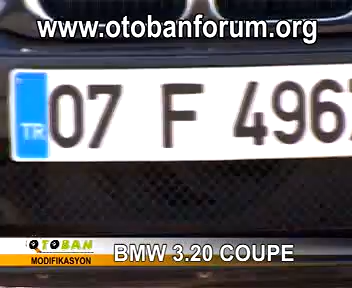 www.otobanforum.org
TR 07 F 496
OTOBAN
MODIFIKASYON
BMW 3.20 COUPE